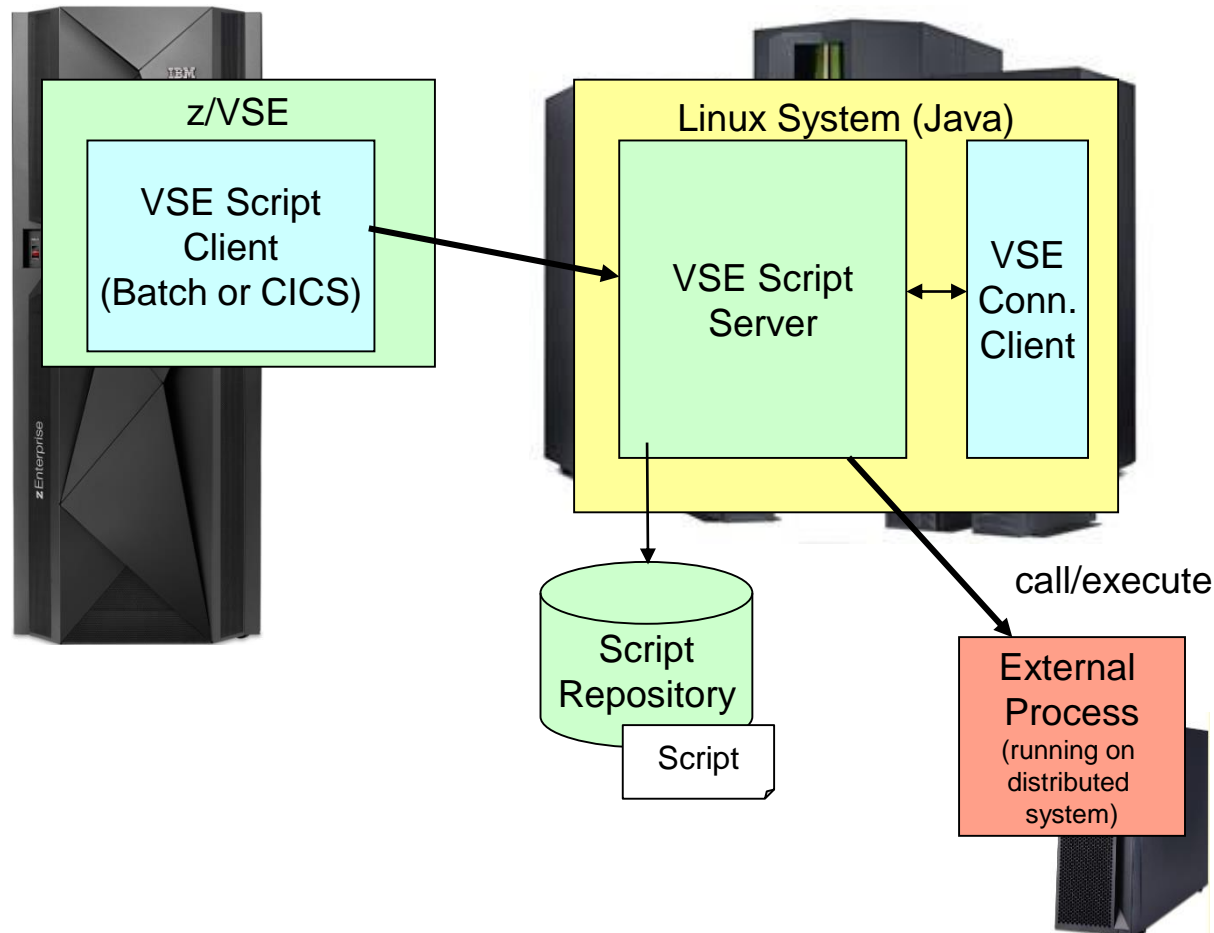 IBM
z/VSE
VSE Script
Client
(Batch or CICS)
zEnterprise
Linux System (Java)
VSE Script
Server
VSE
Conn.
Client
call/execute
Script
Repository
Script
External
Process
(running on
distributed
system)